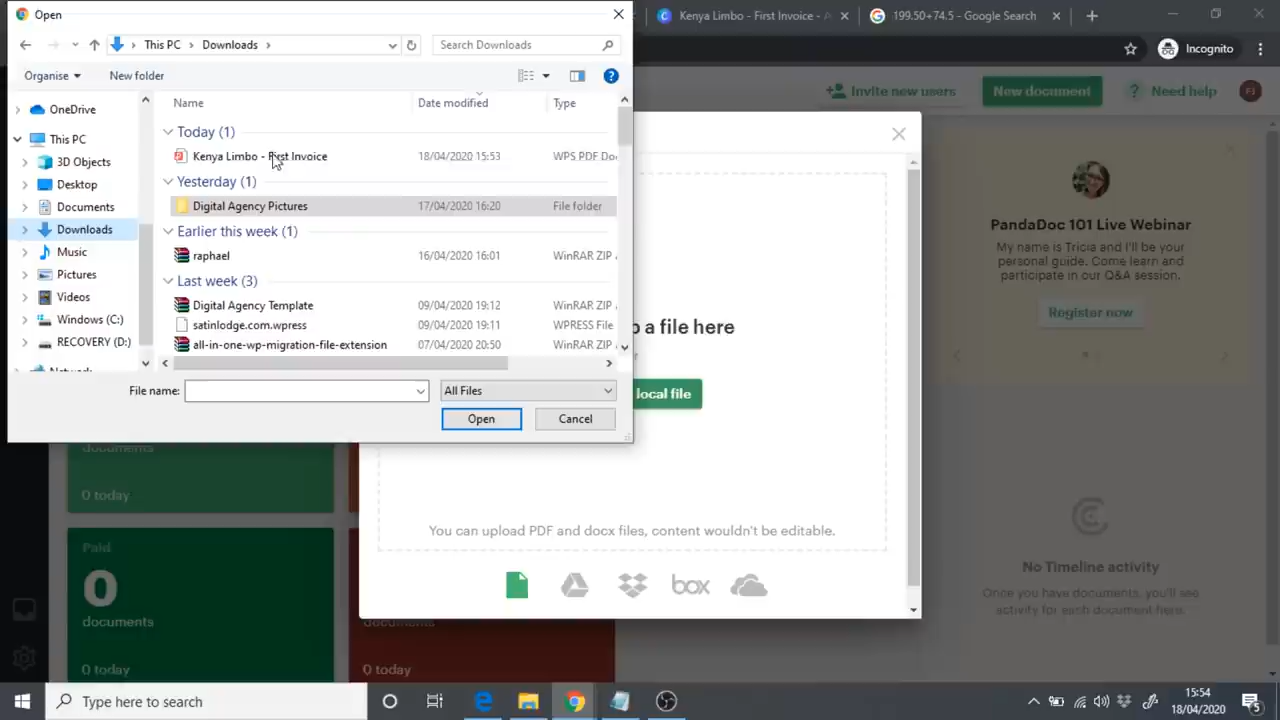 Open
Kenya Limbo - First Invoice - A
199.50+74.5 - Google Search
This PC
Downloads
Search Downloads
Incognito
Organise
New folder
Invite new users
New document
Need help
FJ
Name
Date modified
Type
OneDrive
This PC
3D Objects
Desktop
Documents
Downloads
Music
Pictures
Videos
Windows (C:)
RECOVERY (D:)
Network
Today (1)
Kenya Limbo - First Invoice 18/04/2020 15:53 WPS PDF Doc
Yesterday (1)
Digital Agency Pictures 17/04/2020 16:20 File folder
Earlier this week (1)
raphael 16/04/2020 16:01 WinRAR ZIP
Last week (3)
Digital Agency Template 09/04/2020 19:12 WinRAR ZIP
satinlodge.com.wpress 09/04/2020 19:11 WPRESS File
all-in-one-wp-migration-file-extension 07/04/2020 20:50 WinRAR ZIP
File name:
All Files
Open
Cancel
a file here
local file
You can upload PDF and docx files, content wouldn't be editable.
box
PandaDoc 101 Live Webinar
My name is Tricia and I'll be your
personal guide. Come learn and
participate in our Q&A session.
Register now
No Timeline activity
Once you have documents, you'll see
activity for each document here.
documents
0 today
Paid
0
documents
0 today
documents
0 today
Type here to search
15:54
18/04/2020
5